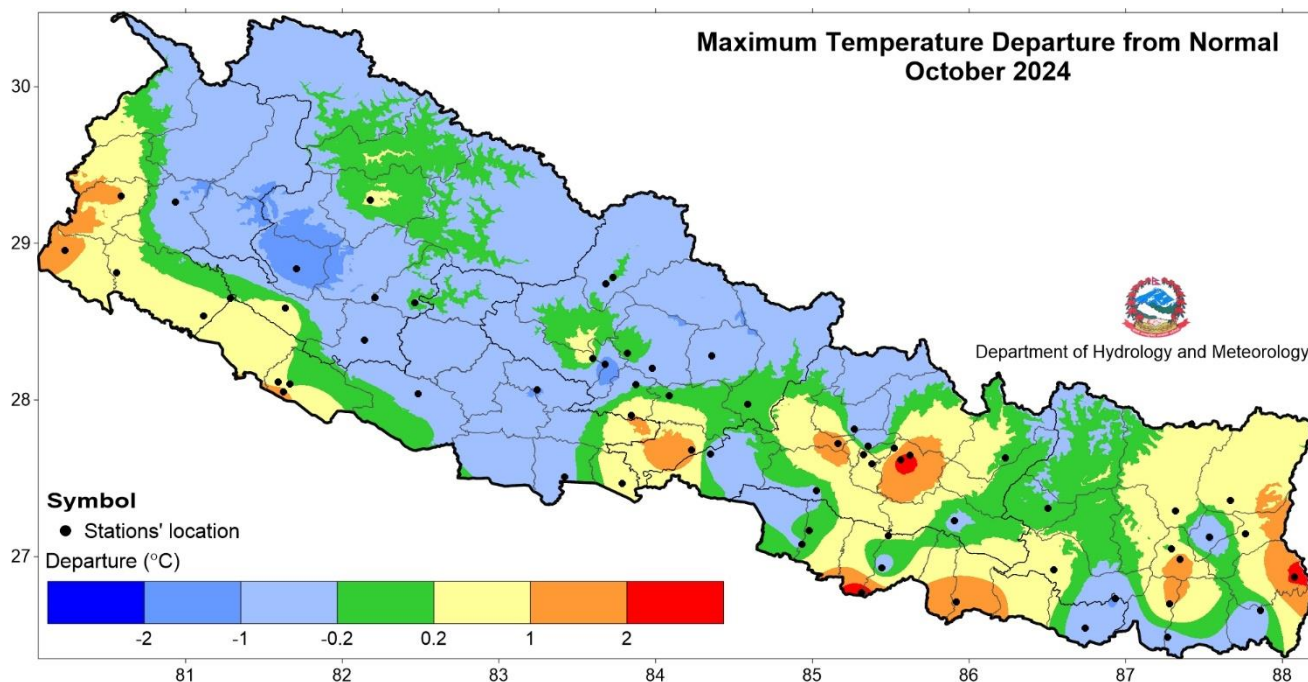 Maximum Temperature Departure from Normal
October 2024
30
29
28
27
Department of Hydrology and Meteorology
Symbol
Stations' location
Departure (°C)
-2 -1 -0.2 0.2 1 2
81 82 83 84 85 86 87 88